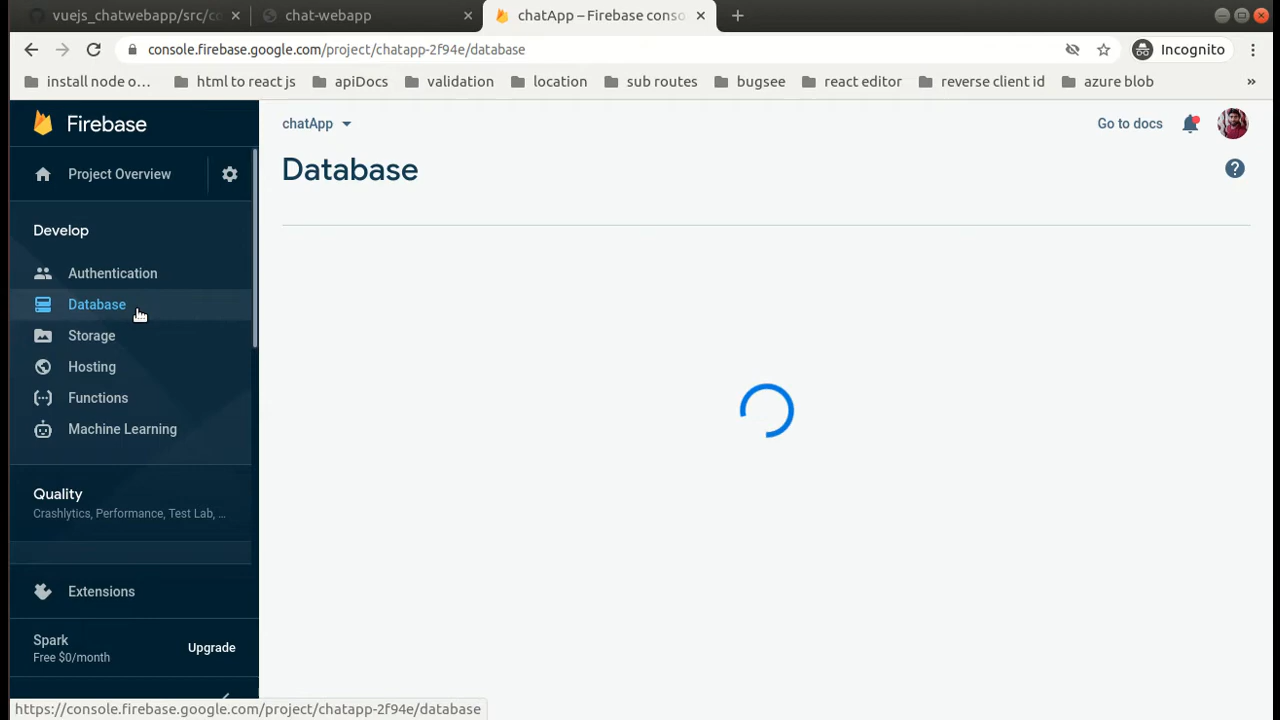 vuejs_chatwebapp/src/co
chat-webapp
chatApp – Firebase conso
console.firebase.google.com/project/chatapp-2f94e/database
Incognito
install node o...
html to react js
apiDocs
validation
location
sub routes
bugsee
react editor
reverse client id
azure blob
»
Firebase
chatApp
Go to docs
Project Overview
Database
?
Develop
Authentication
Database
Storage
Hosting
Functions
Machine Learning
Quality
Crashlytics, Performance, Test Lab, ...
Extensions
Spark
Free $0/month
Upgrade
https://console.firebase.google.com/project/chatapp-2f94e/database